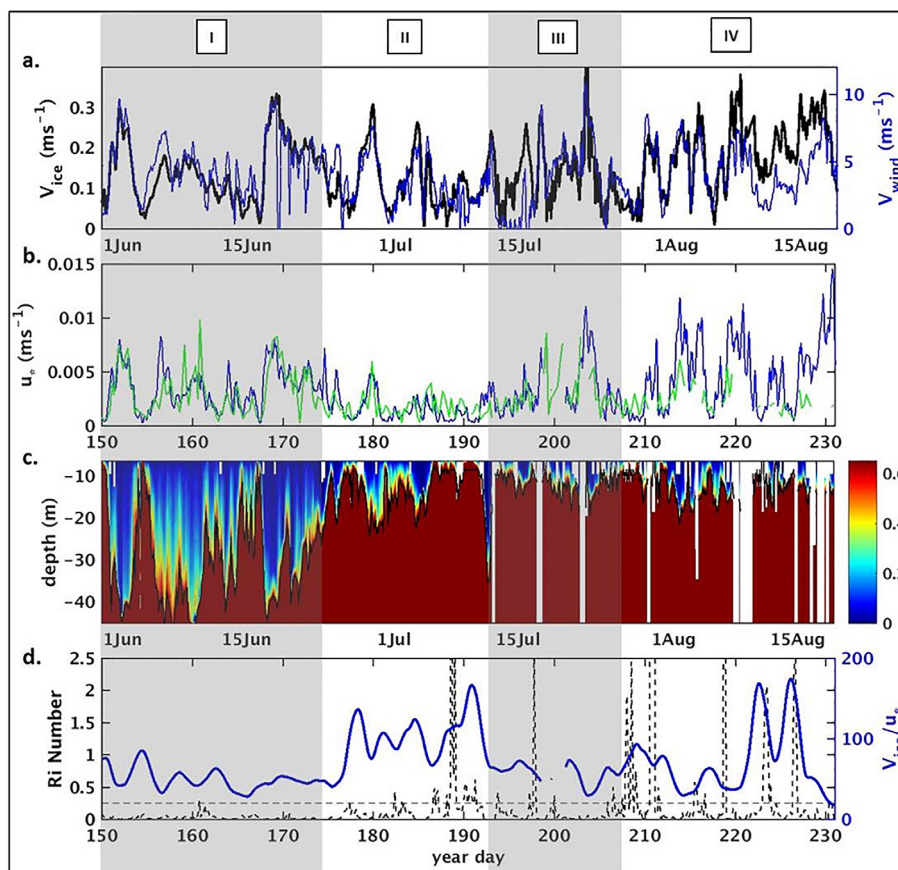 I II III IV
a.
V_ice (ms⁻¹)
0 0.1 0.2 0.3
0 5 10
V_wind (ms⁻¹)
1Jun 15Jun 1Jul 15Jul 1Aug 15Aug
b.
u_* (ms⁻¹)
0 0.005 0.01 0.015
150 160 170 180 190 200 210 220 230
c.
depth (m)
-10 -20 -30 -40
0 0.2 0.4
1Jun 15Jun 1Jul 15Jul 1Aug 15Aug
d.
Ri Number
0 0.5 1 1.5 2 2.5
0 50 100 150 200
V_ice/u_*
150 160 170 180 190 200 210 220 230
year day